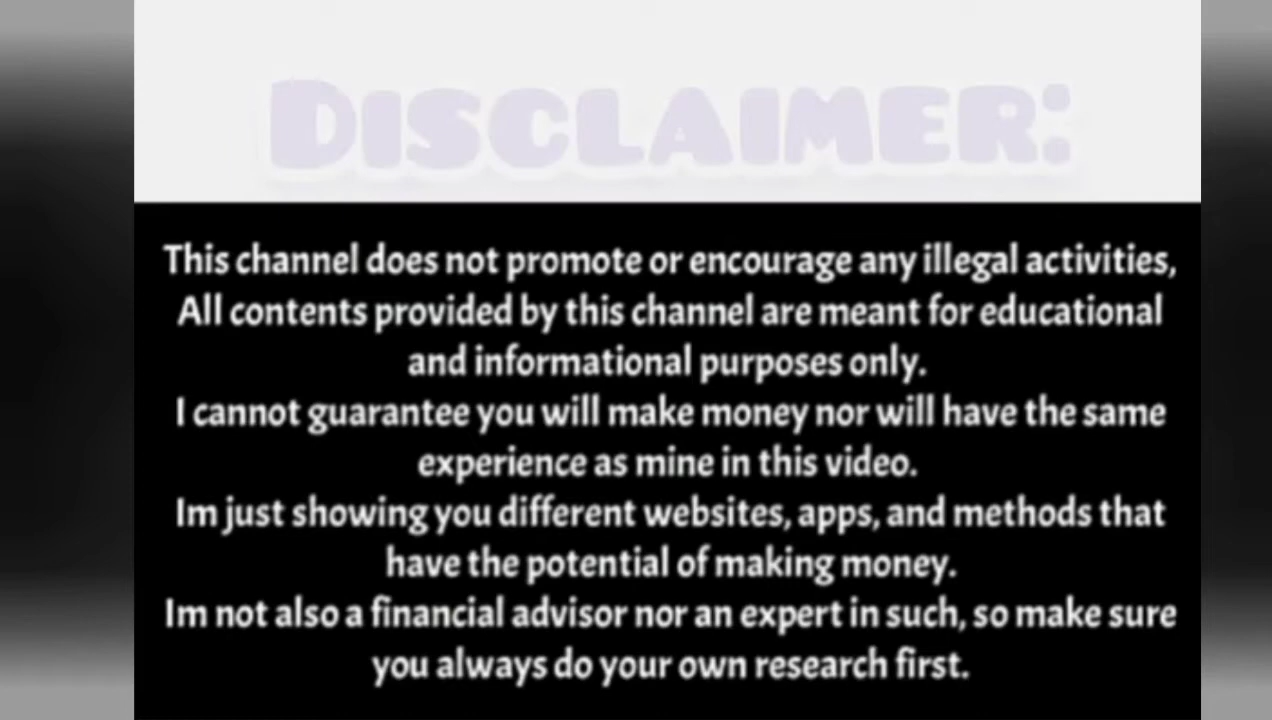 DISCLAIMER:
This channel does not promote or encourage any illegal activities,
All contents provided by this channel are meant for educational
and informational purposes only.
I cannot guarantee you will make money nor will have the same
experience as mine in this video.
Im just showing you different websites, apps, and methods that
have the potential of making money.
Im not also a financial advisor nor an expert in such, so make sure
you always do your own research first.